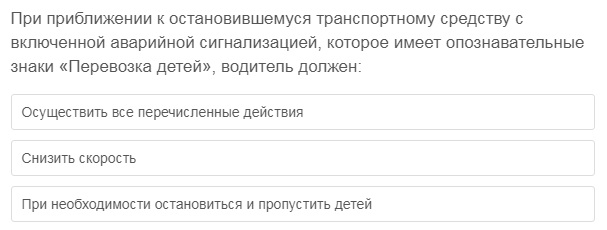 При приближении к остановившемуся транспортному средству с
включенной аварийной сигнализацией, которое имеет опознавательные
знаки «Перевозка детей», водитель должен:
Осуществить все перечисленные действия
Снизить скорость
При необходимости остановиться и пропустить детей